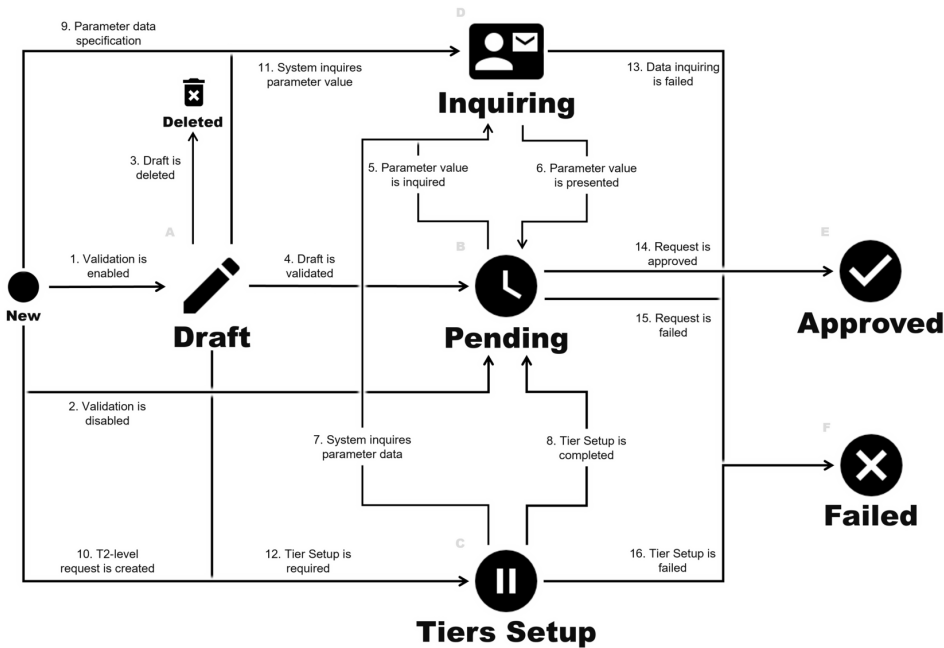 D
9. Parameter data
specification
11. System inquires
parameter value
13. Data inquiring
is failed
Inquiring
Deleted
3. Draft is
deleted
5. Parameter value
is inquired
6. Parameter value
is presented
A
B
E
1. Validation is
enabled
4. Draft is
validated
14. Request is
approved
New
Draft
Pending
15. Request is
failed
Approved
2. Validation is
disabled
7. System inquires
parameter data
8. Tier Setup is
completed
F
Failed
C
10. T2-level
request is created
12. Tier Setup is
required
16. Tier Setup is
failed
Tiers Setup